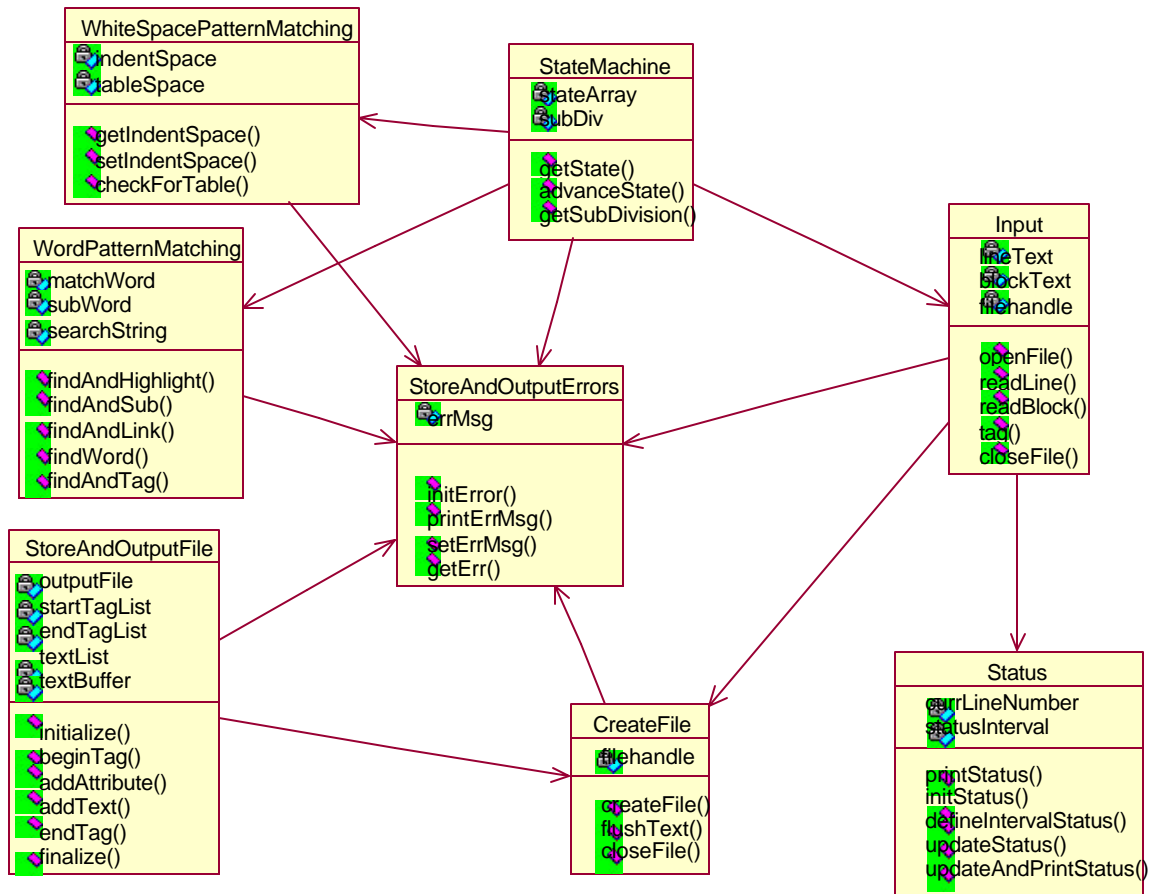 WhiteSpacePatternMatching
indentSpace
tableSpace
getIndentSpace()
setIndentSpace()
checkForTable()
StateMachine
stateArray
subDiv
getState()
advanceState()
getSubDivision()
Input
lineText
blockText
filehandle
openFile()
readLine()
readBlock()
tag()
closeFile()
WordPatternMatching
matchWord
subWord
searchString
findAndHighlight()
findAndSub()
findAndLink()
findWord()
findAndTag()
StoreAndOutputErrors
errMsg
initError()
printErrMsg()
setErrMsg()
getErr()
StoreAndOutputFile
outputFile
startTagList
endTagList
textList
textBuffer
initialize()
beginTag()
addAttribute()
addText()
endTag()
finalize()
CreateFile
filehandle
createFile()
flushText()
closeFile()
Status
currLineNumber
statusInterval
printStatus()
initStatus()
defineIntervalStatus()
updateStatus()
updateAndPrintStatus()